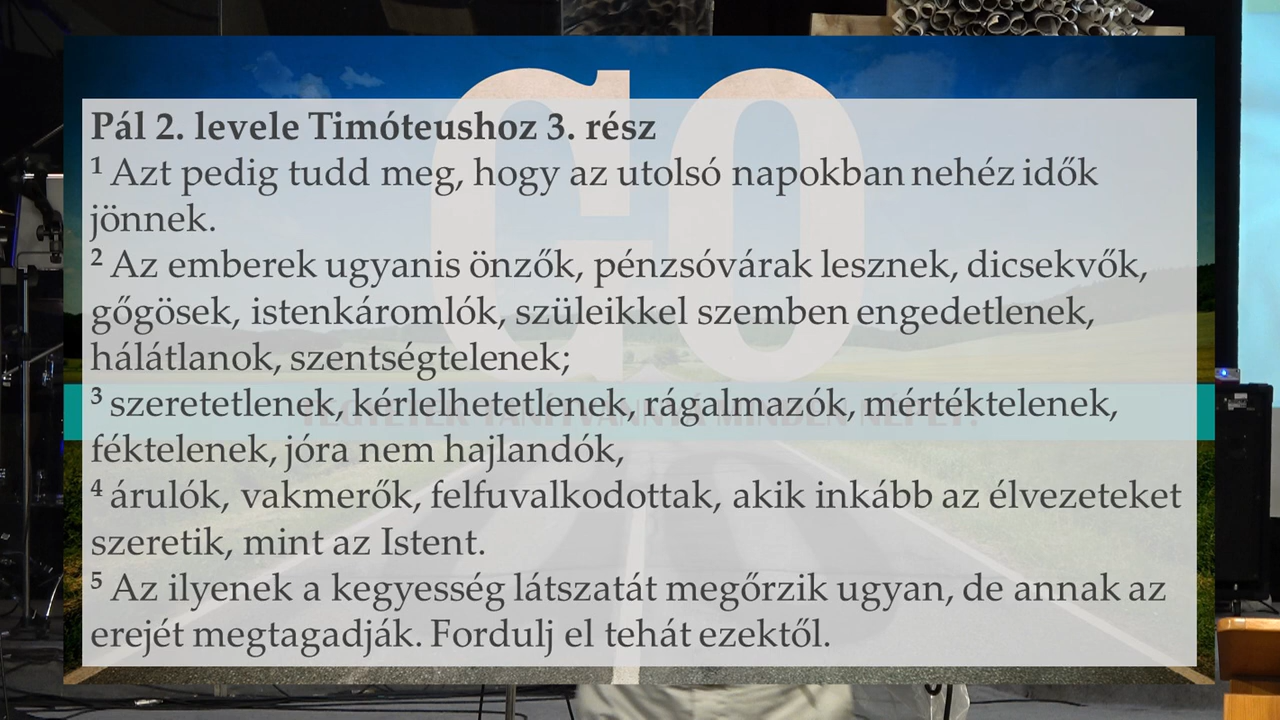 GO
Pál 2. levele Timóteushoz 3. rész
1 Azt pedig tudd meg, hogy az utolsó napokban nehéz idők
jönnek.
2 Az emberek ugyanis önzők, pénzsóvárak lesznek, dicsekvők,
gőgösek, istenkáromlók, szüleikkel szemben engedetlenek,
hálátlanok, szentségtelenek;
3 szeretetlenek, kérlelhetetlenek, rágalmazók, mértéktelenek,
féktelenek, jóra nem hajlandók,
4 árulók, vakmerők, felfuvalkodottak, akik inkább az élvezeteket
szeretik, mint az Istent.
5 Az ilyenek a kegyesség látszatát megőrzik ugyan, de annak az
erejét megtagadják. Fordulj el tehát ezektől.